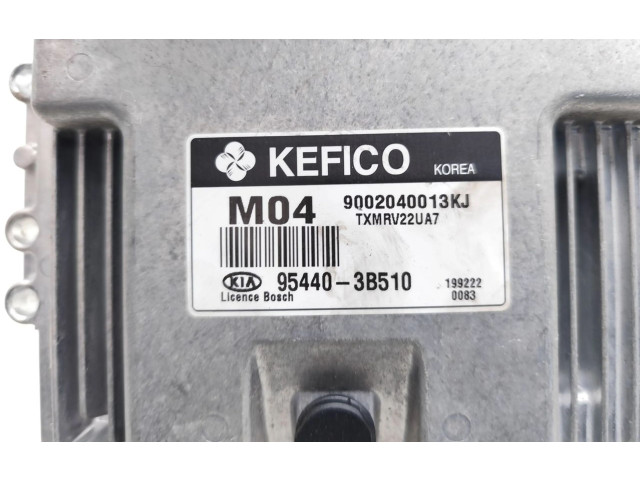 KEFICO KOREA
M04 9002040013KJ
TXMRV22UA7
KIA 95440-3B510 199222
Licence Bosch 0083